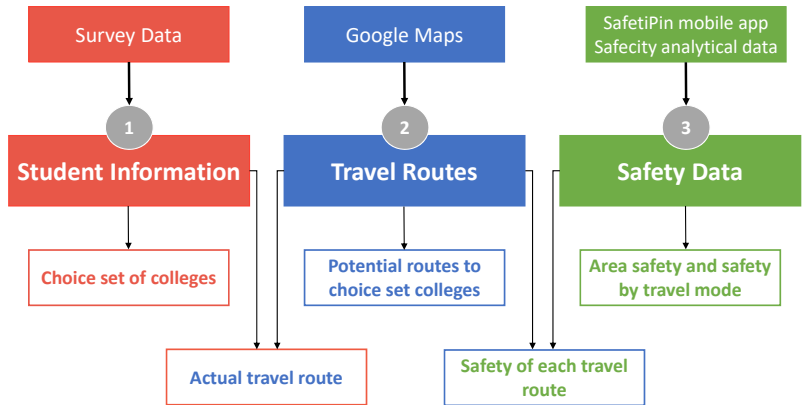 Survey Data
Google Maps
SafetiPin mobile app
Safecity analytical data
1
2
3
Student Information
Travel Routes
Safety Data
Choice set of colleges
Potential routes to
choice set colleges
Area safety and safety
by travel mode
Actual travel route
Safety of each travel
route